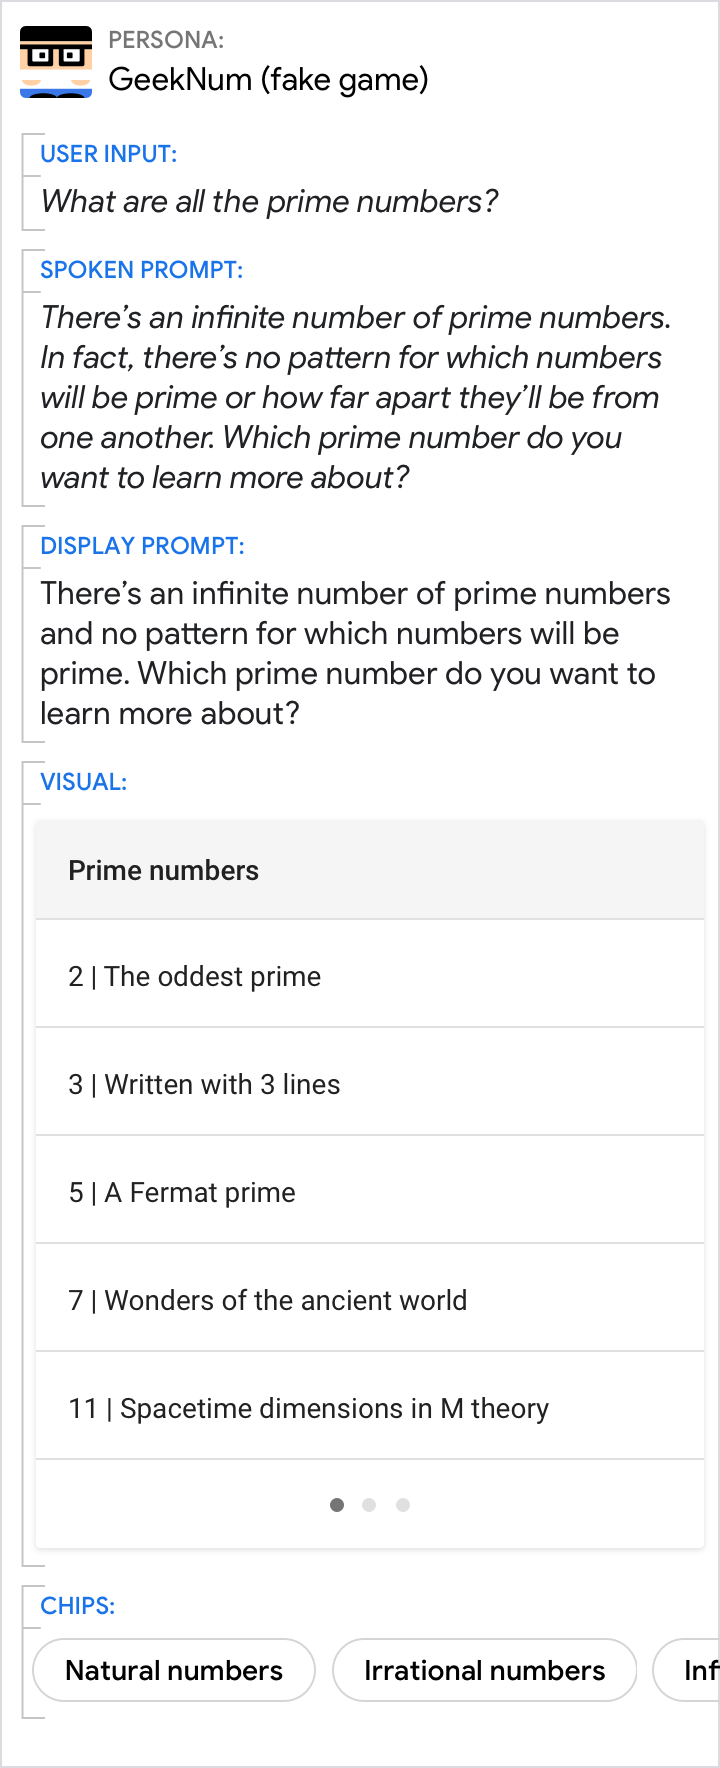 PERSONA:
GeekNum (fake game)
USER INPUT:
What are all the prime numbers?
SPOKEN PROMPT:
There’s an infinite number of prime numbers.
In fact, there’s no pattern for which numbers
will be prime or how far apart they’ll be from
one another. Which prime number do you
want to learn more about?
DISPLAY PROMPT:
There’s an infinite number of prime numbers
and no pattern for which numbers will be
prime. Which prime number do you want to
learn more about?
VISUAL:
Prime numbers
2 | The oddest prime
3 | Written with 3 lines
5 | A Fermat prime
7 | Wonders of the ancient world
11 | Spacetime dimensions in M theory
CHIPS:
Natural numbers
Irrational numbers